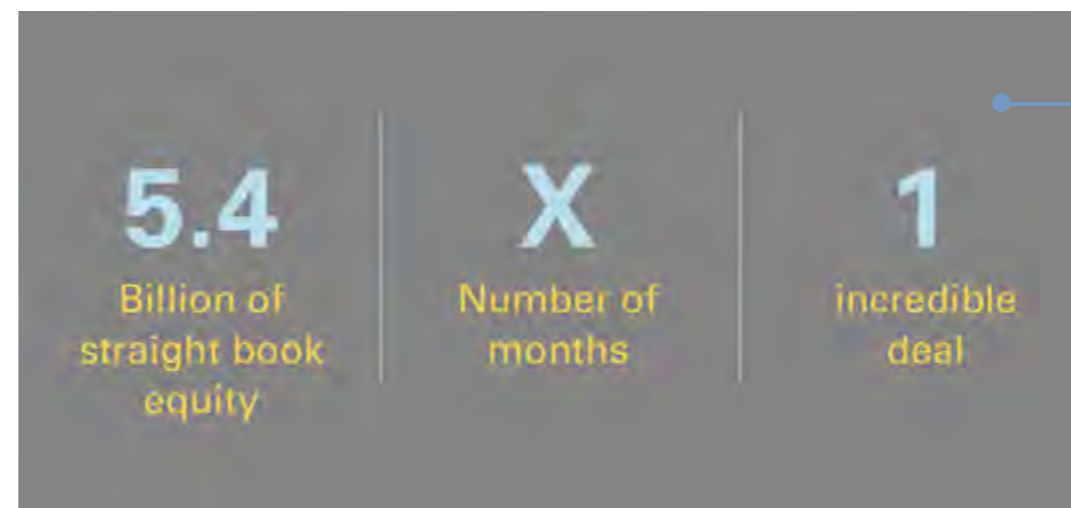 5.4
Billion of
straight book
equity
X
Number of
months
1
incredible
deal